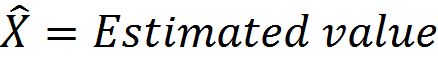 X̂ = Estimated value